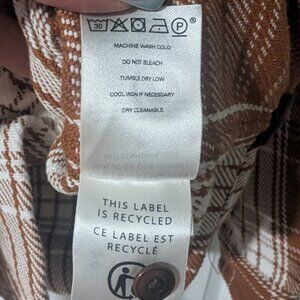 30
P
®
MACHINE WASH COLD
DO NOT BLEACH
TUMBLE DRY LOW
COOL IRON IF NECESSARY
DRY CLEANABLE
THIS LABEL
IS RECYCLED
CE LABEL EST
RECYCLÉ